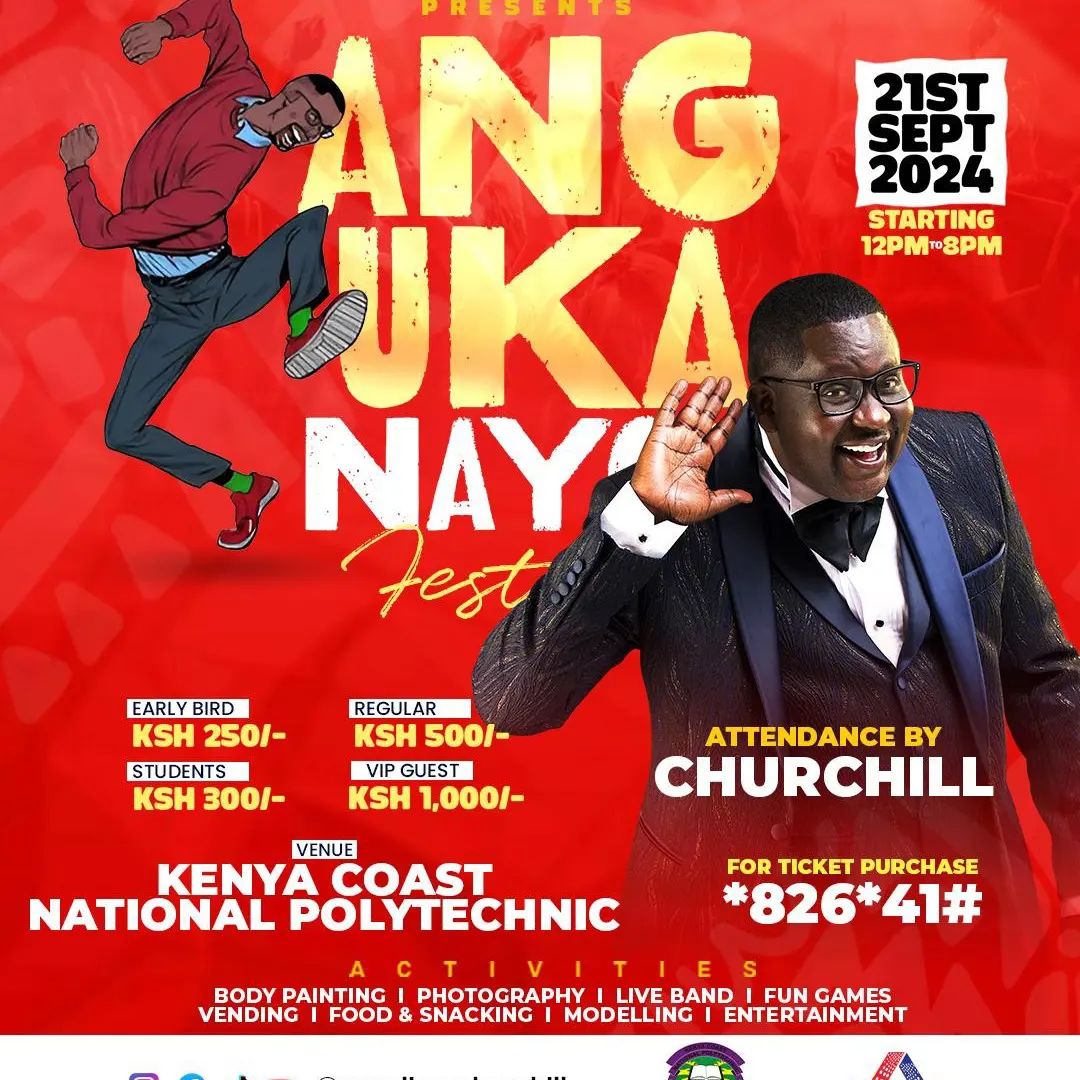 PRESENTS
ANG
UKA
NAYO
Fest
21ST
SEPT
2024
STARTING
12PM TO 8PM
EARLY BIRD
KSH 250/-
REGULAR
KSH 500/-
STUDENTS
KSH 300/-
VIP GUEST
KSH 1,000/-
ATTENDANCE BY
CHURCHILL
VENUE
KENYA COAST
NATIONAL POLYTECHNIC
FOR TICKET PURCHASE
*826*41#
ACTIVITIES
BODY PAINTING I PHOTOGRAPHY I LIVE BAND I FUN GAMES
VENDING I FOOD & SNACKING I MODELLING I ENTERTAINMENT